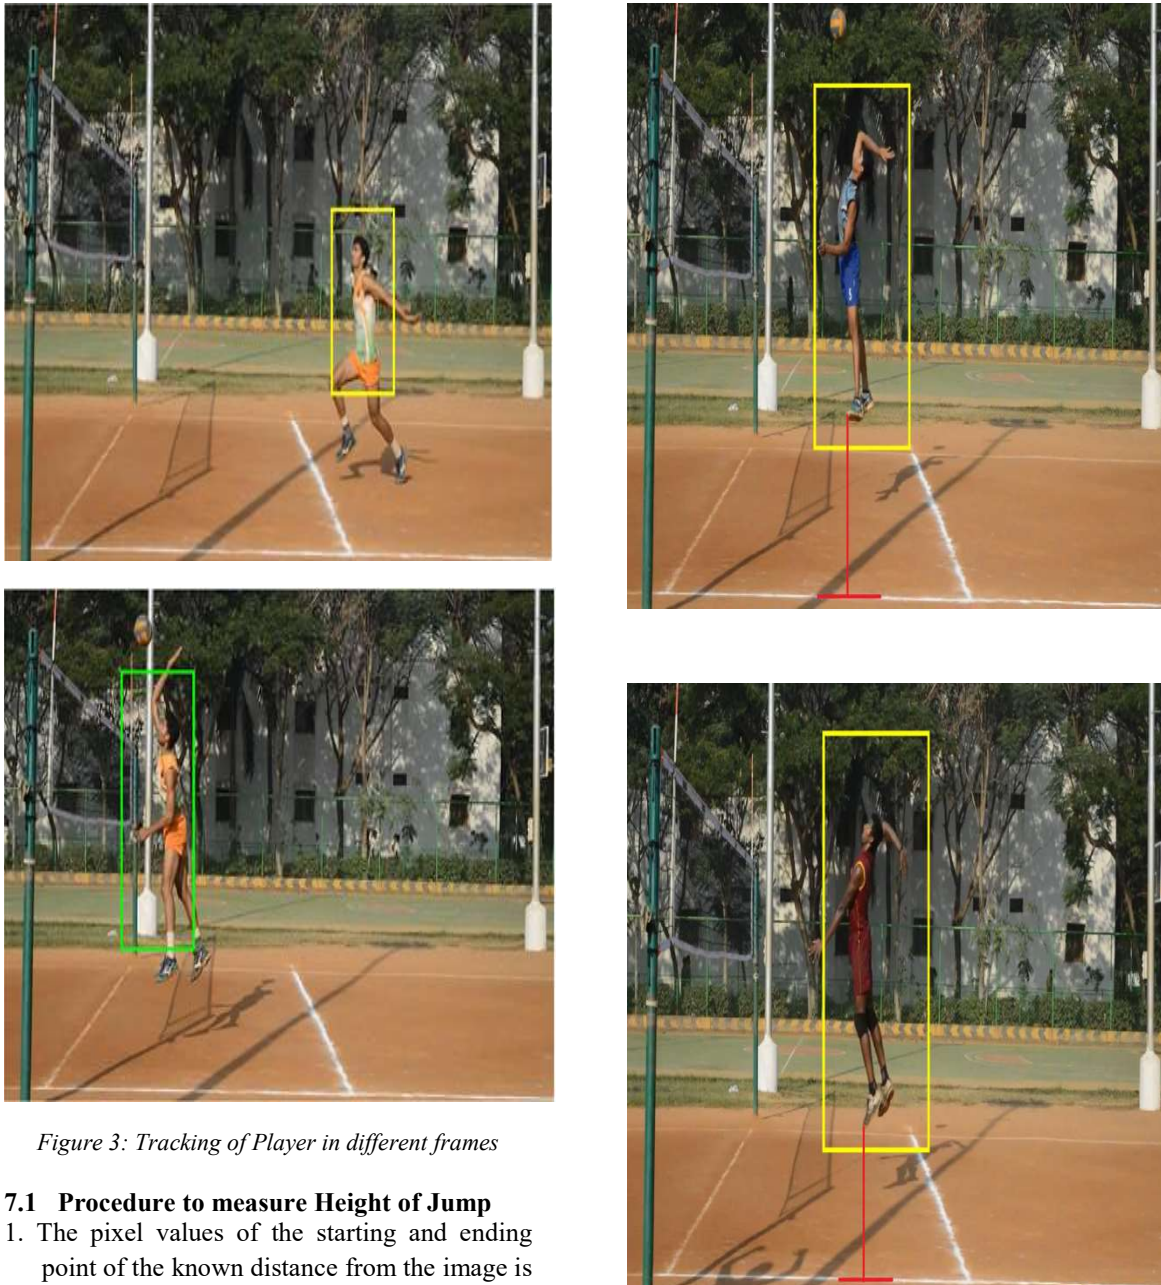 Figure 3: Tracking of Player in different frames
7.1 Procedure to measure Height of Jump
1. The pixel values of the starting and ending
point of the known distance from the image is